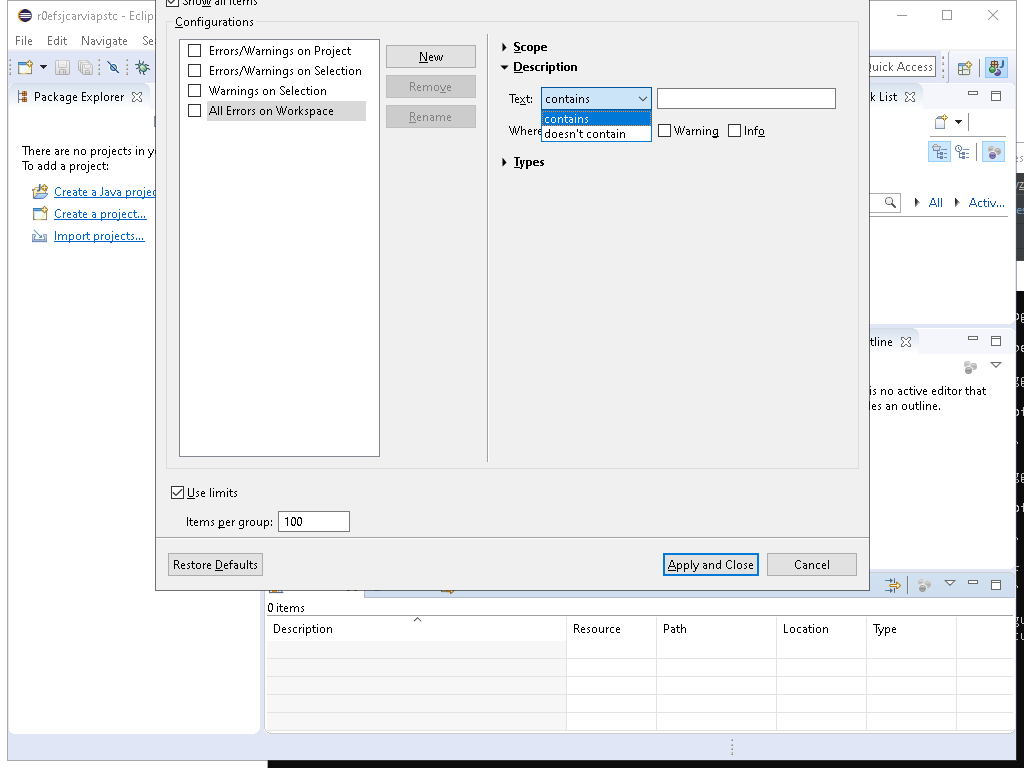 r0efsjcarviapstc - Eclip
Show all items
File Edit Navigate Se
Configurations
Errors/Warnings on Project
Errors/Warnings on Selection
Warnings on Selection
All Errors on Workspace
New
Remove
Rename
Scope
Description
Text: contains
contains
doesn't contain
Where
Warning
Info
Types
Quick Access
Package Explorer
k List
There are no projects in y
To add a project:
Create a Java projec
Create a project...
Import projects...
All
Activ...
tline
is no active editor that
les an outline.
Use limits
Items per group: 100
Restore Defaults
Apply and Close
Cancel
0 items
Description Resource Path Location Type